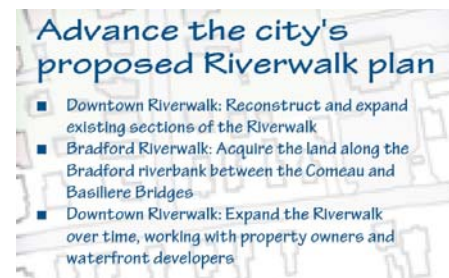 Advance the city's
proposed Riverwalk plan
■ Downtown Riverwalk: Reconstruct and expand
existing sections of the Riverwalk
■ Bradford Riverwalk: Acquire the land along the
Bradford riverbank between the Comeau and
Basiliere Bridges
■ Downtown Riverwalk: Expand the Riverwalk
over time, working with property owners and
waterfront developers